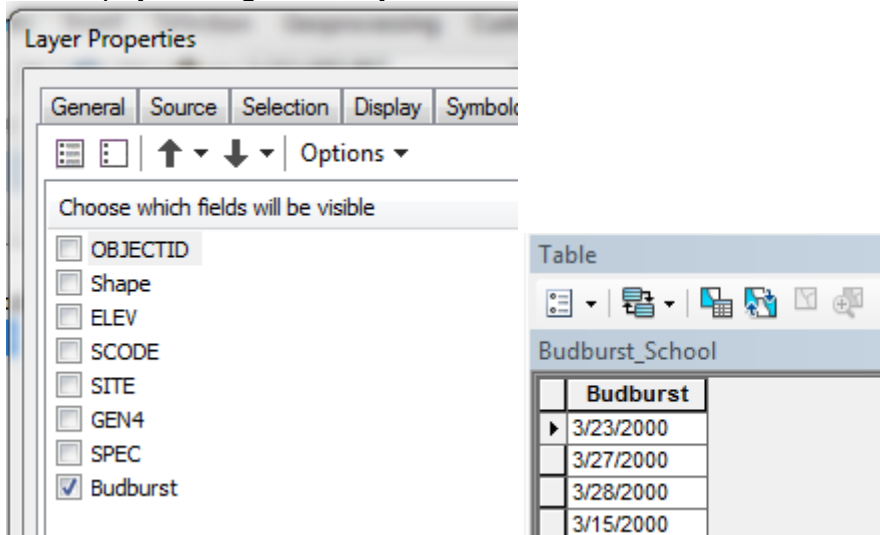 Layer Properties
General Source Selection Display
Options
Choose which fields will be visible
OBJECTID
Shape
ELEV
SCODE
SITE
GEN4
SPEC
Budburst
Table
Budburst_School
Budburst
3/23/2000
3/27/2000
3/28/2000
3/15/2000